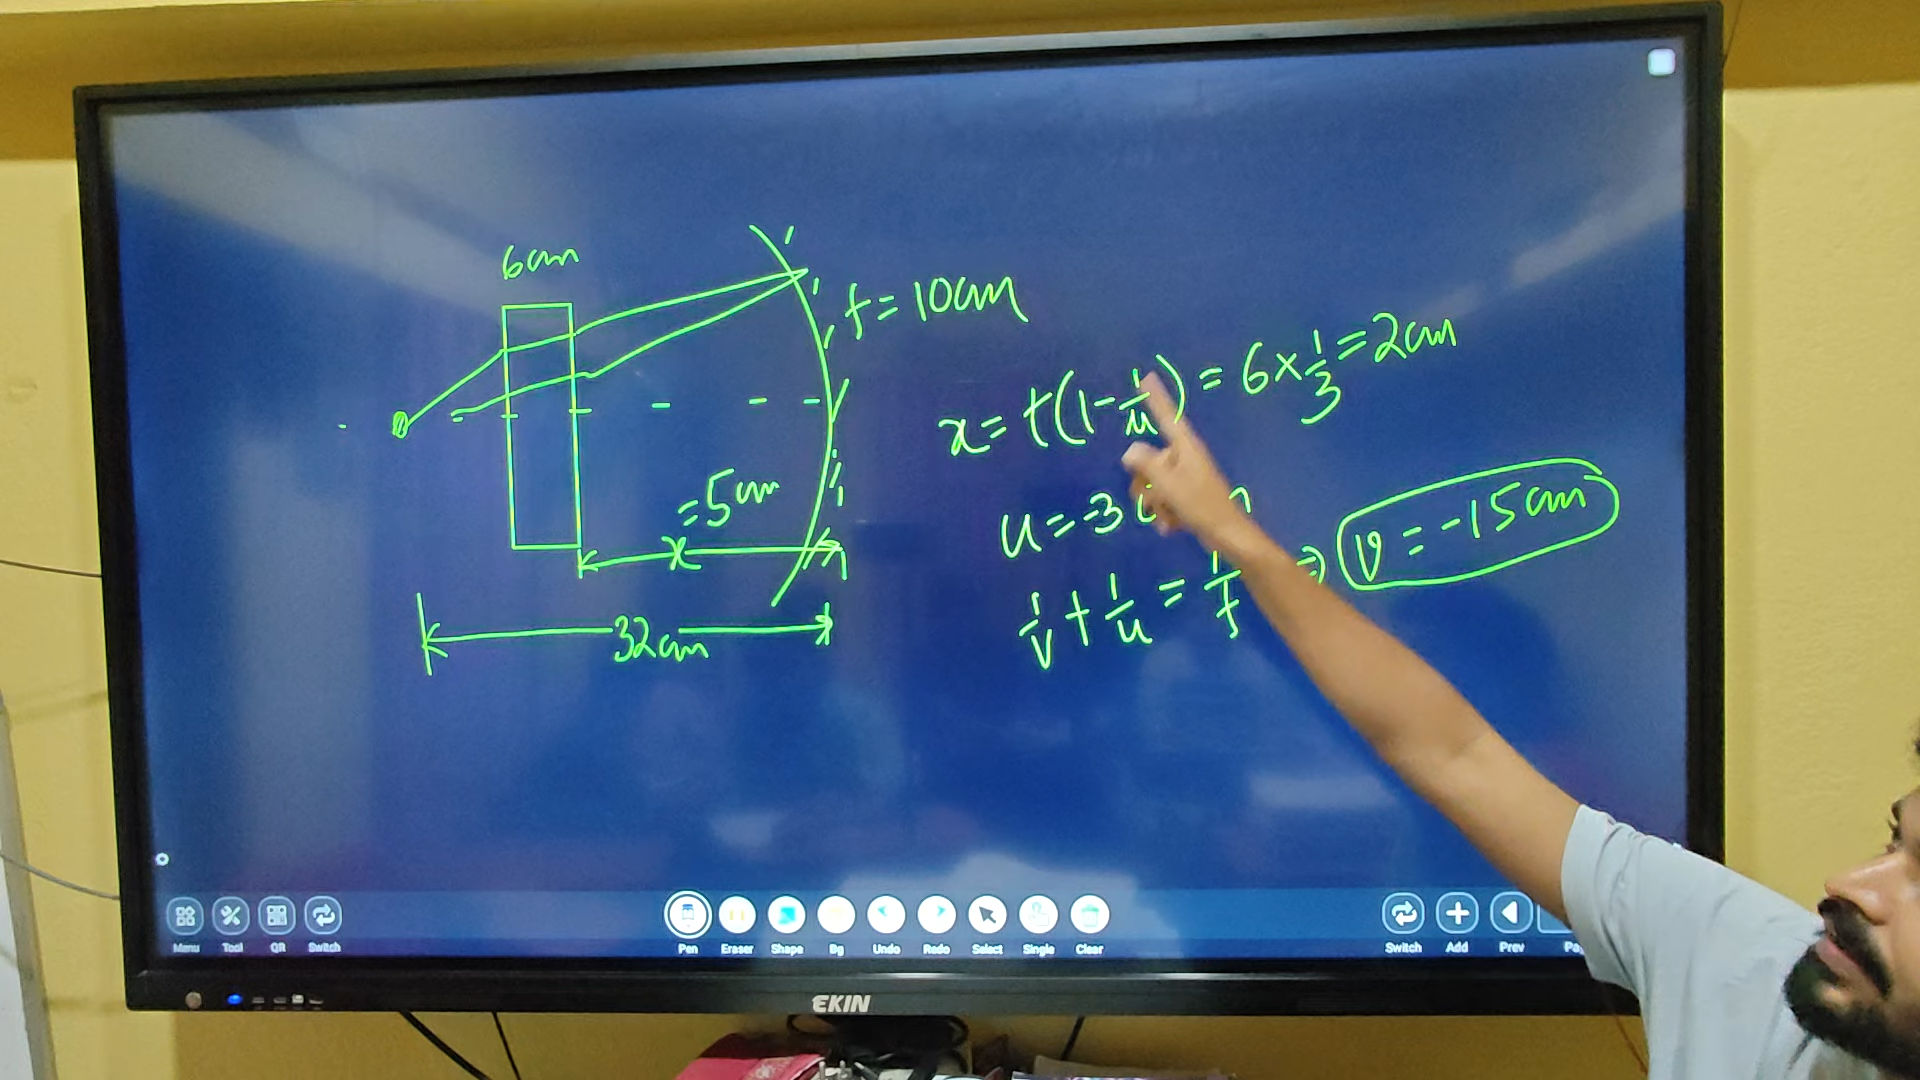 6cm
f = 10cm
x = t(1 - 1/μ) = 6 × 1/3 = 2cm
= 5cm
x
u = -3
v = -15cm
1/v + 1/u = 1/f
32cm
Menu Tool QR Switch Pen Eraser Shape Bg Undo Redo Select Single Clear Switch Add Prev
EKIN